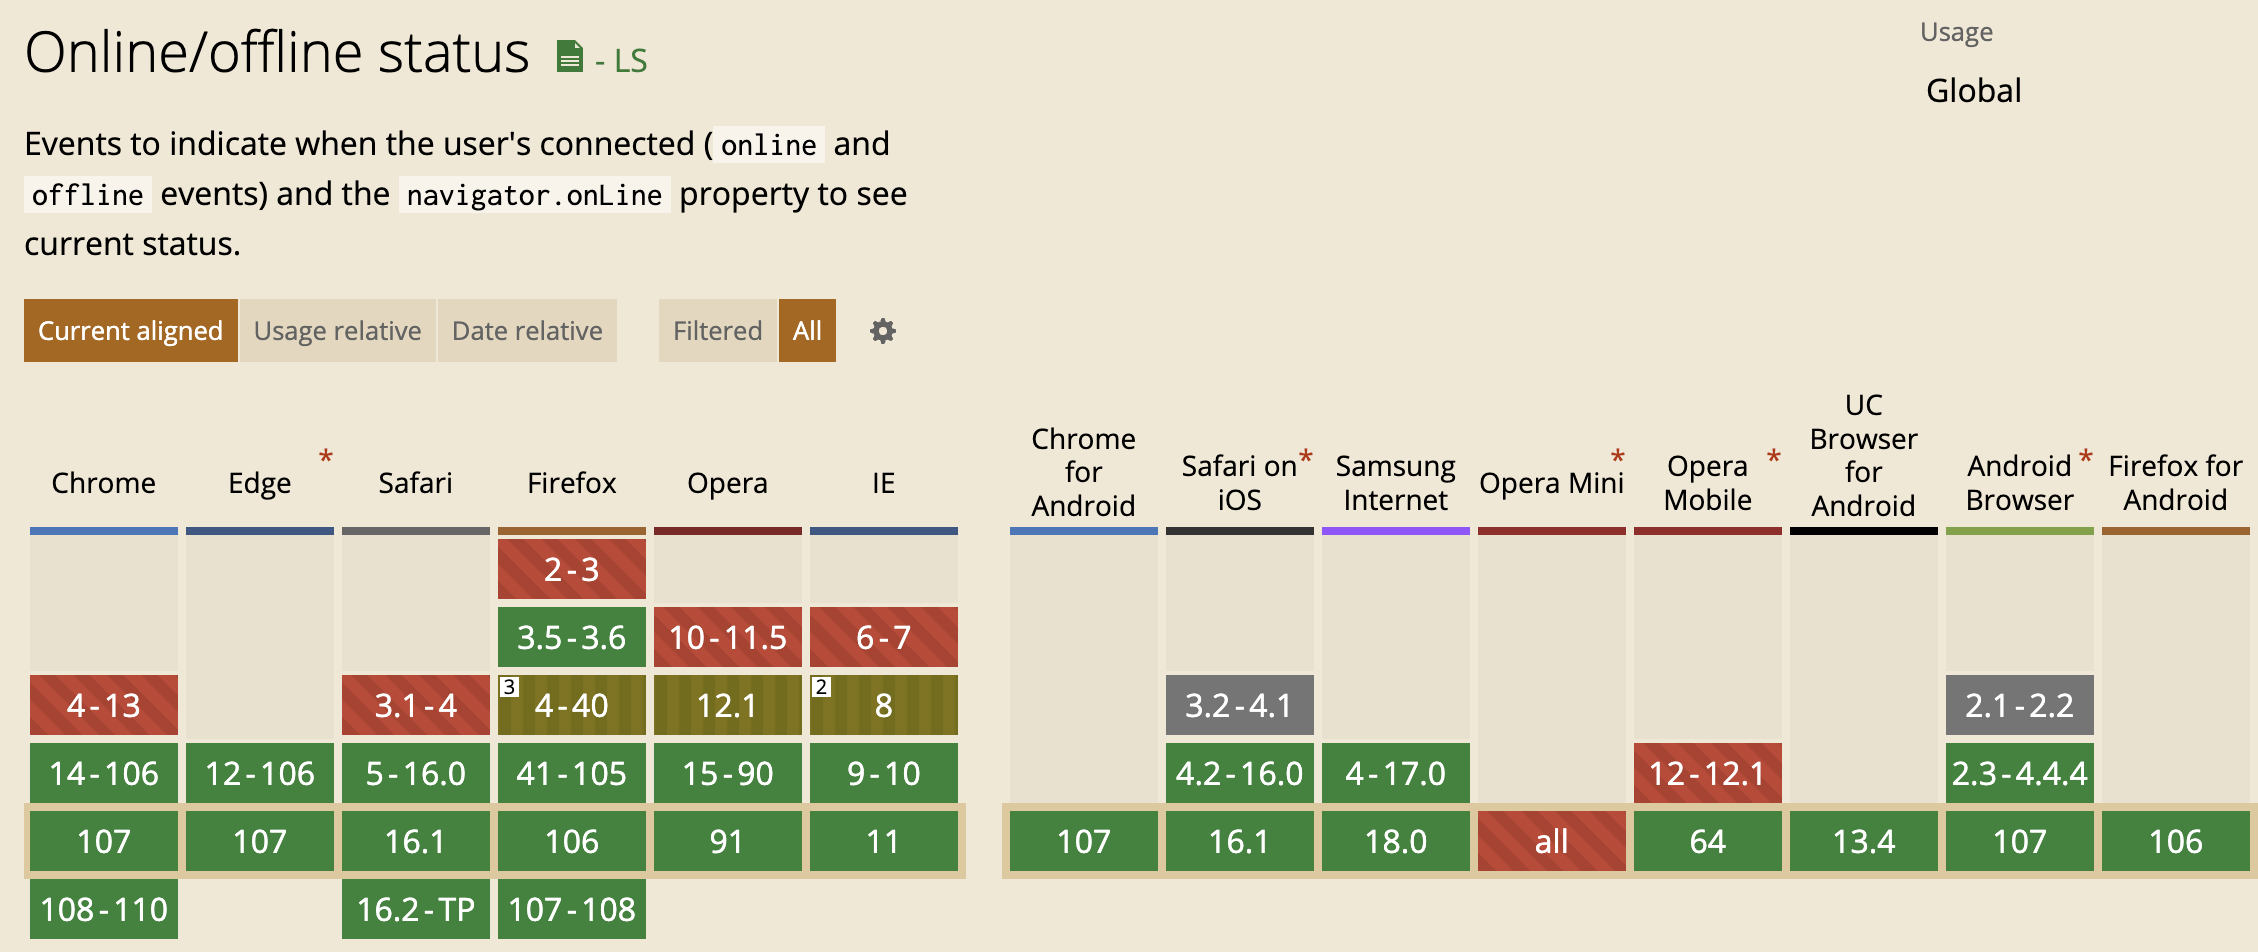 Online/offline status - LS
Usage
Global
Events to indicate when the user's connected ( online and
offline events) and the navigator.onLine property to see
current status.
Current aligned Usage relative Date relative Filtered All
Chrome
Edge *
Safari
Firefox
Opera
IE
Chrome
for
Android
Safari on *
iOS
Samsung
Internet
Opera Mini *
Opera *
Mobile
UC
Browser
for
Android
Android *
Browser
Firefox for
Android
2-3
3.5-3.6 10-11.5 6-7
4-13 3.1-4 3 4-40 12.1 2 8 3.2-4.1 2.1-2.2
14-106 12-106 5-16.0 41-105 15-90 9-10 4.2-16.0 4-17.0 12-12.1 2.3-4.4.4
107 107 16.1 106 91 11 107 16.1 18.0 all 64 13.4 107 106
108-110 16.2-TP 107-108